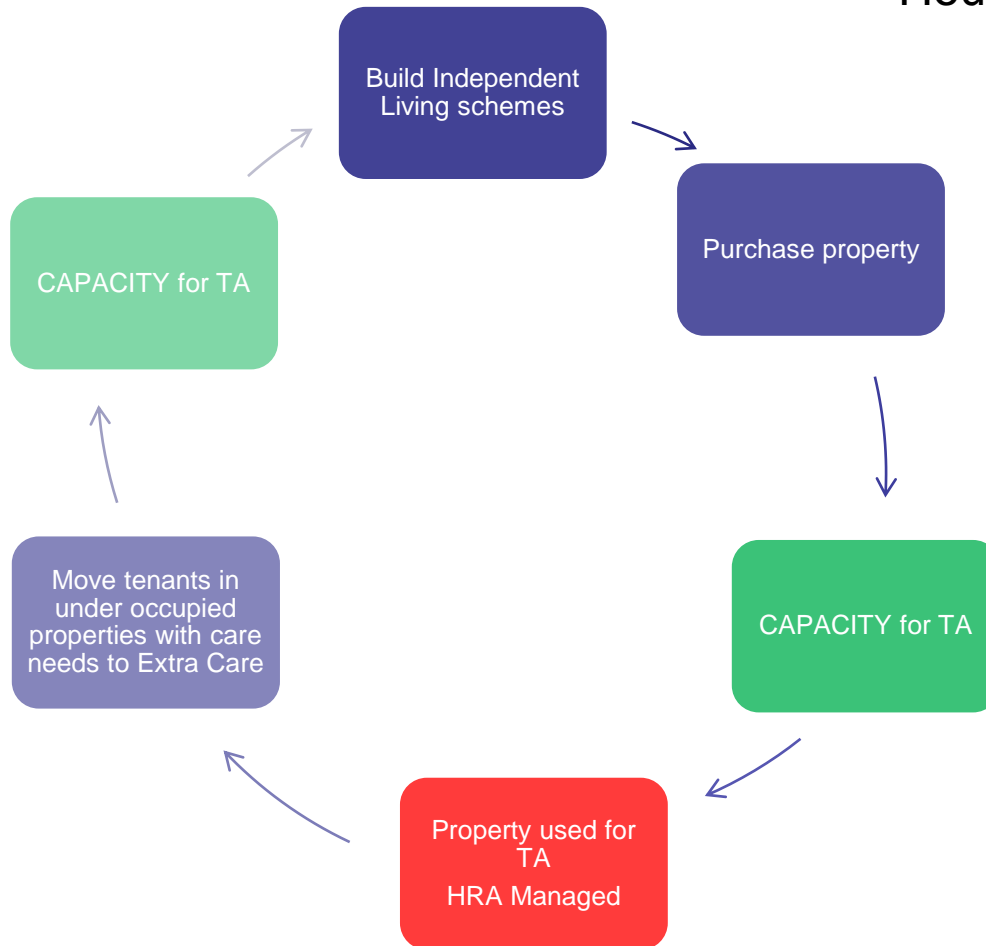 Build Independent
Living schemes
Purchase property
CAPACITY for TA
CAPACITY for TA
Property used for
TA
HRA Managed
Move tenants in
under occupied
properties with care
needs to Extra Care